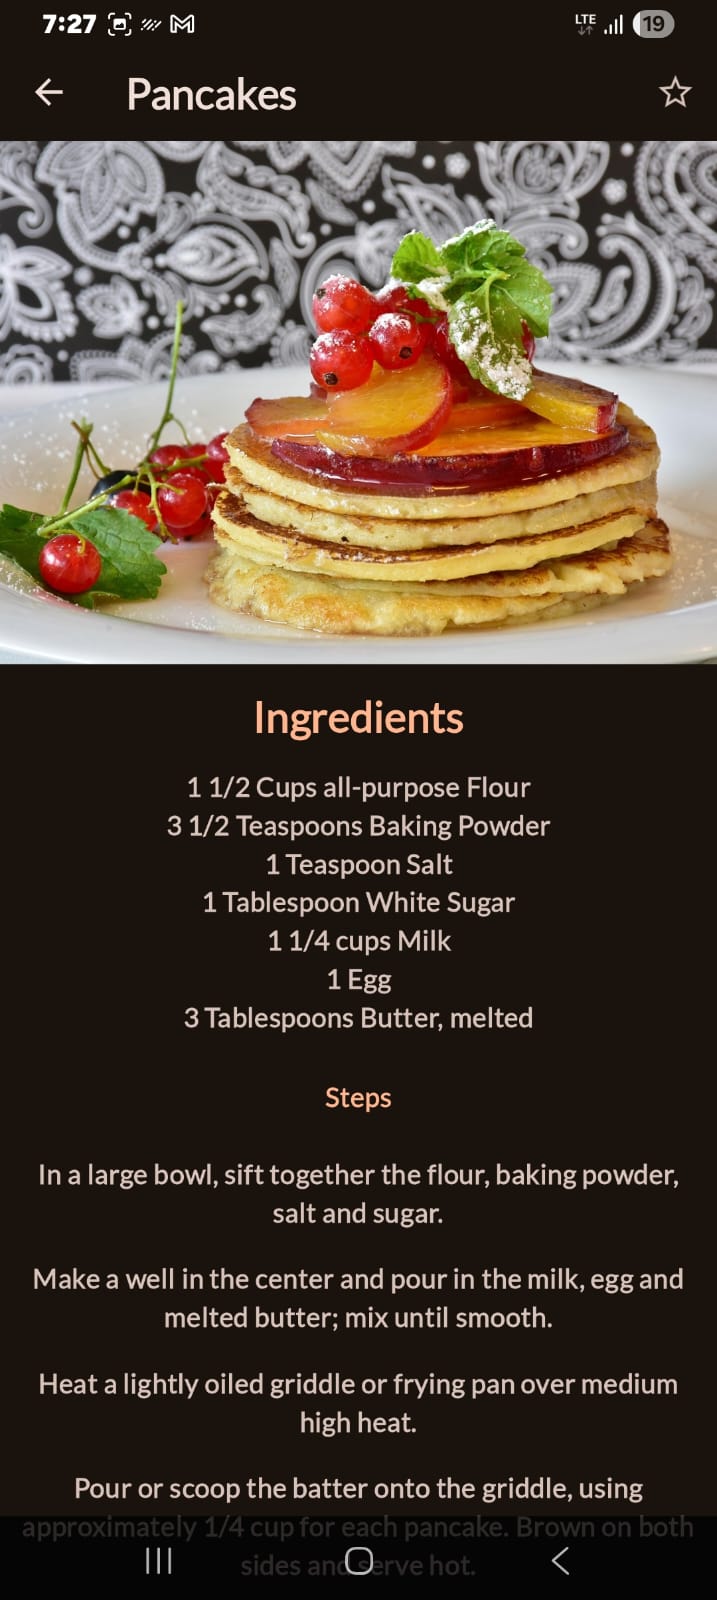 7:27
LTE
19
Pancakes
Ingredients
1 1/2 Cups all-purpose Flour
3 1/2 Teaspoons Baking Powder
1 Teaspoon Salt
1 Tablespoon White Sugar
1 1/4 cups Milk
1 Egg
3 Tablespoons Butter, melted
Steps
In a large bowl, sift together the flour, baking powder,
salt and sugar.
Make a well in the center and pour in the milk, egg and
melted butter; mix until smooth.
Heat a lightly oiled griddle or frying pan over medium
high heat.
Pour or scoop the batter onto the griddle, using
approximately 1/4 cup for each pancake. Brown on both
sides and serve hot.